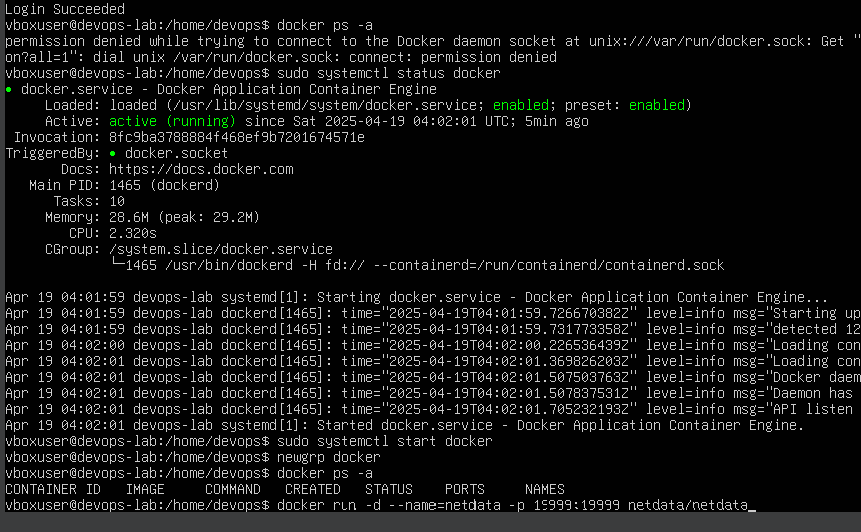 Login Succeeded
vboxuser@devops-lab:/home/devops$ docker ps -a
permission denied while trying to connect to the Docker daemon socket at unix:///var/run/docker.sock: Get "
on?all=1": dial unix /var/run/docker.sock: connect: permission denied
vboxuser@devops-lab:/home/devops$ sudo systemctl status docker
● docker.service - Docker Application Container Engine
Loaded: loaded (/usr/lib/systemd/system/docker.service; enabled; preset: enabled)
Active: active (running) since Sat 2025-04-19 04:02:01 UTC; 5min ago
Invocation: 8fc9ba3788884f468ef9b7201674571e
TriggeredBy: ● docker.socket
Docs: https://docs.docker.com
Main PID: 1465 (dockerd)
Tasks: 10
Memory: 28.6M (peak: 29.2M)
CPU: 2.320s
CGroup: /system.slice/docker.service
└─1465 /usr/bin/dockerd -H fd:// --containerd=/run/containerd/containerd.sock
Apr 19 04:01:59 devops-lab systemd[1]: Starting docker.service - Docker Application Container Engine...
Apr 19 04:01:59 devops-lab dockerd[1465]: time="2025-04-19T04:01:59.726670382Z" level=info msg="Starting up
Apr 19 04:01:59 devops-lab dockerd[1465]: time="2025-04-19T04:01:59.731773358Z" level=info msg="detected 12
Apr 19 04:02:00 devops-lab dockerd[1465]: time="2025-04-19T04:02:00.226536439Z" level=info msg="Loading con
Apr 19 04:02:01 devops-lab dockerd[1465]: time="2025-04-19T04:02:01.369826203Z" level=info msg="Loading con
Apr 19 04:02:01 devops-lab dockerd[1465]: time="2025-04-19T04:02:01.507503763Z" level=info msg="Docker daem
Apr 19 04:02:01 devops-lab dockerd[1465]: time="2025-04-19T04:02:01.507837531Z" level=info msg="Daemon has
Apr 19 04:02:01 devops-lab dockerd[1465]: time="2025-04-19T04:02:01.705232193Z" level=info msg="API listen
Apr 19 04:02:01 devops-lab systemd[1]: Started docker.service - Docker Application Container Engine.
vboxuser@devops-lab:/home/devops$ sudo systemctl start docker
vboxuser@devops-lab:/home/devops$ newgrp docker
vboxuser@devops-lab:/home/devops$ docker ps -a
CONTAINER ID   IMAGE     COMMAND   CREATED   STATUS    PORTS     NAMES
vboxuser@devops-lab:/home/devops$ docker run -d --name=netdata -p 19999:19999 netdata/netdata_